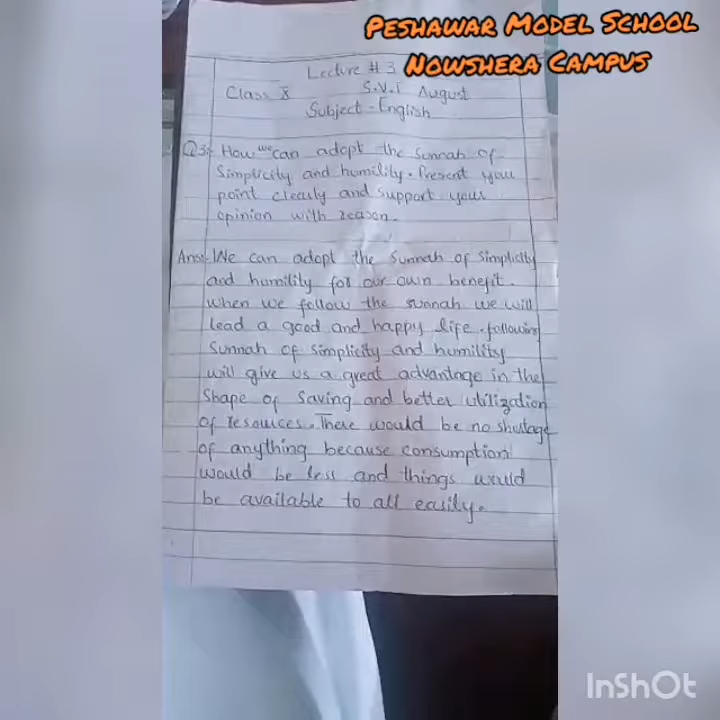 PESHAWAR MODEL SCHOOL
NOWSHERA CAMPUS
Lecture # 3
Class 8 S.V.I August
Subject - English
Q3:- How we can adopt the Sunnah of
Simplicity and humility. Present your
point clearly and support your
opinion with reason.
Ans:- We can adopt the Sunnah of Simplicity
and humility for our own benefit.
When we follow the sunnah we will
lead a good and happy life. following
Sunnah of Simplicity and humility
will give us a great advantage in the
Shape of Saving and better utilization
of resources. There would be no shortage
of anything because consumption
would be less and things would
be available to all easily.
InShOt